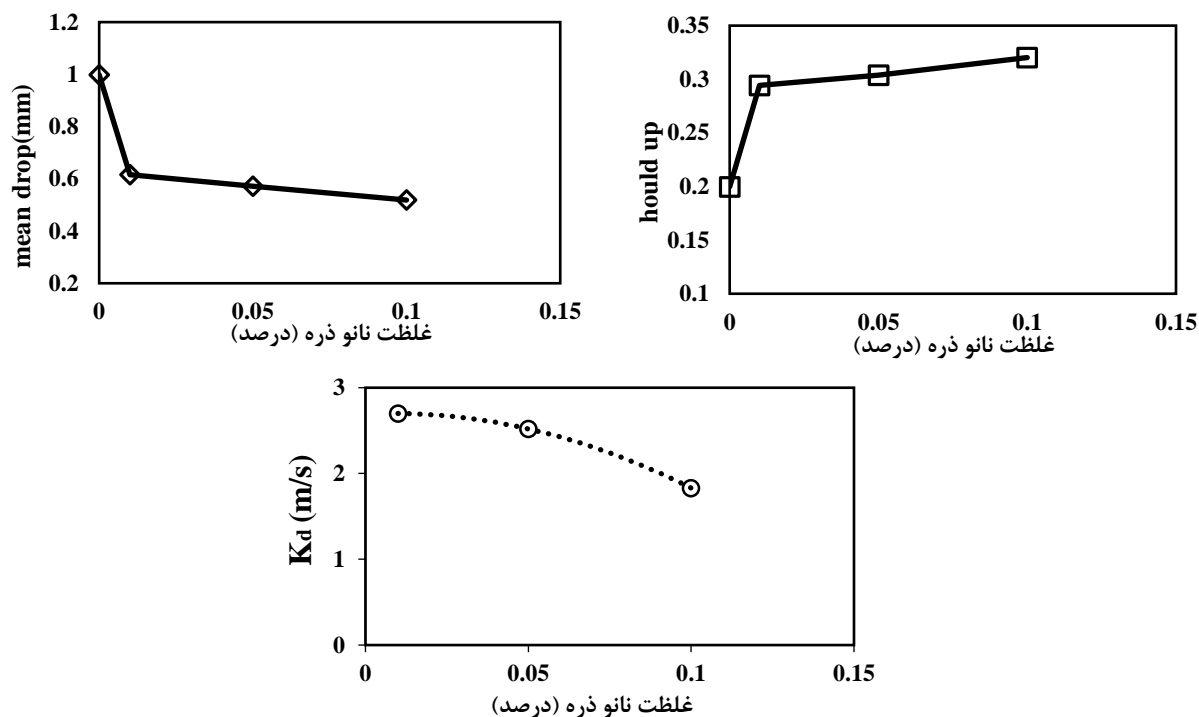 mean drop(mm)
1.2
1
0.8
0.6
0.4
0.2
0 0.05 0.1 0.15
غلظت نانو ذره (درصد)
hould up
0.35
0.3
0.25
0.2
0.15
0.1
0 0.05 0.1 0.15
غلظت نانو ذره (درصد)
Kd (m/s)
3
2
1
0
0 0.05 0.1 0.15
غلظت نانو ذره (درصد)